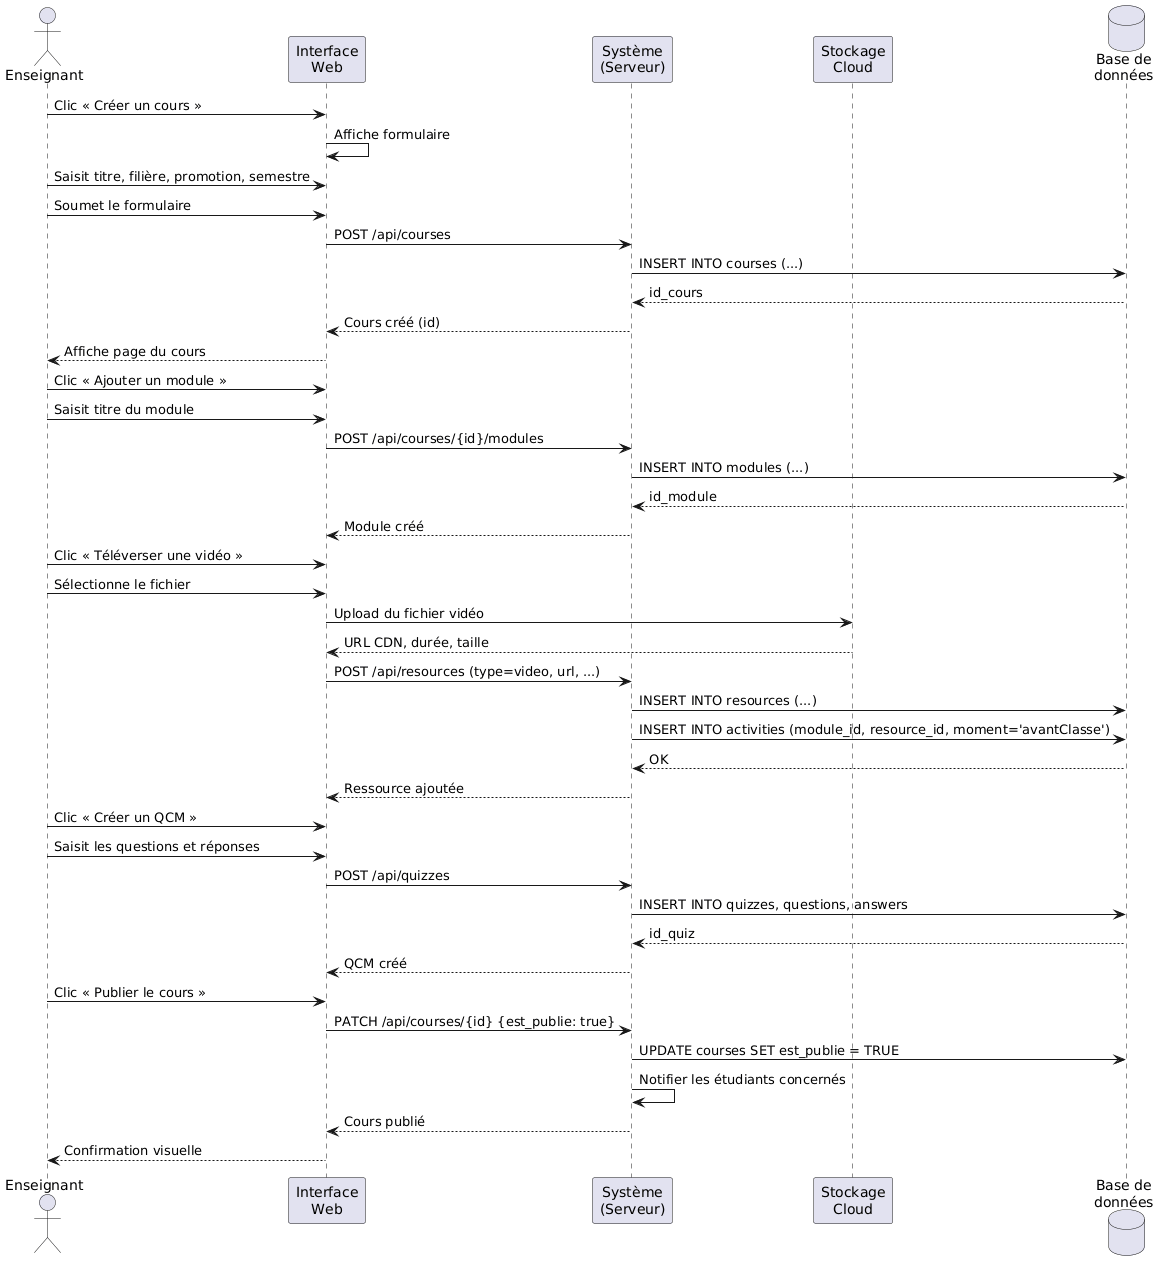 Enseignant
Interface
Web
Système
(Serveur)
Stockage
Cloud
Base de
données
Clic « Créer un cours »
Affiche formulaire
Saisit titre, filière, promotion, semestre
Soumet le formulaire
POST /api/courses
INSERT INTO courses (...)
id_cours
Cours créé (id)
Affiche page du cours
Clic « Ajouter un module »
Saisit titre du module
POST /api/courses/{id}/modules
INSERT INTO modules (...)
id_module
Module créé
Clic « Téléverser une vidéo »
Sélectionne le fichier
Upload du fichier vidéo
URL CDN, durée, taille
POST /api/resources (type=video, url, ...)
INSERT INTO resources (...)
INSERT INTO activities (module_id, resource_id, moment='avantClasse')
OK
Ressource ajoutée
Clic « Créer un QCM »
Saisit les questions et réponses
POST /api/quizzes
INSERT INTO quizzes, questions, answers
id_quiz
QCM créé
Clic « Publier le cours »
PATCH /api/courses/{id} {est_publie: true}
UPDATE courses SET est_publie = TRUE
Notifier les étudiants concernés
Cours publié
Confirmation visuelle
Enseignant
Interface
Web
Système
(Serveur)
Stockage
Cloud
Base de
données